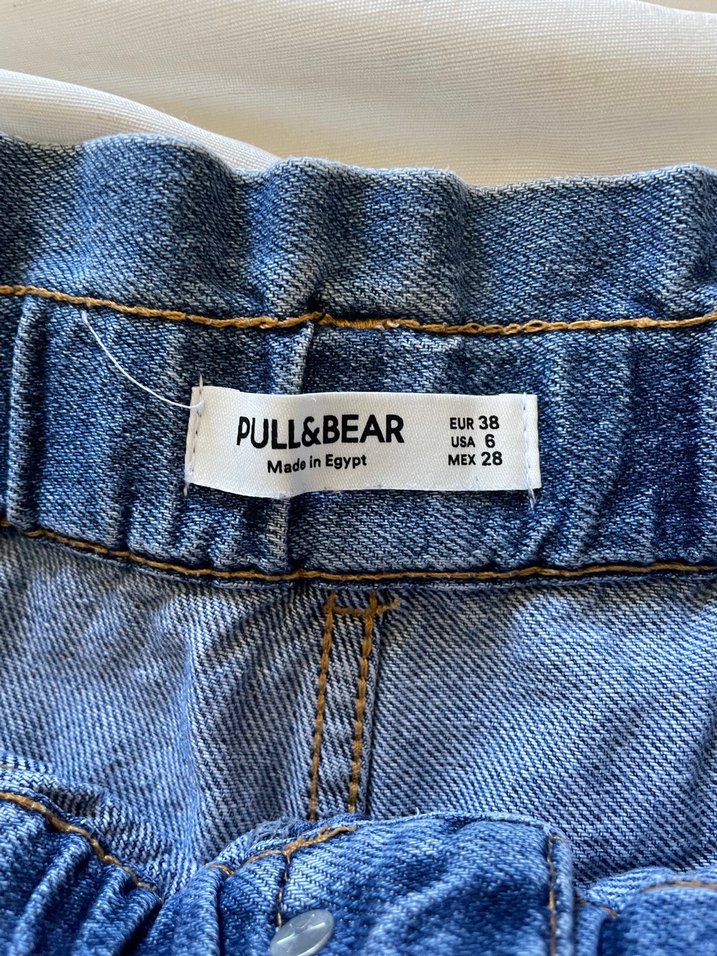 PULL&BEAR
Made in Egypt
EUR 38
USA 6
MEX 28